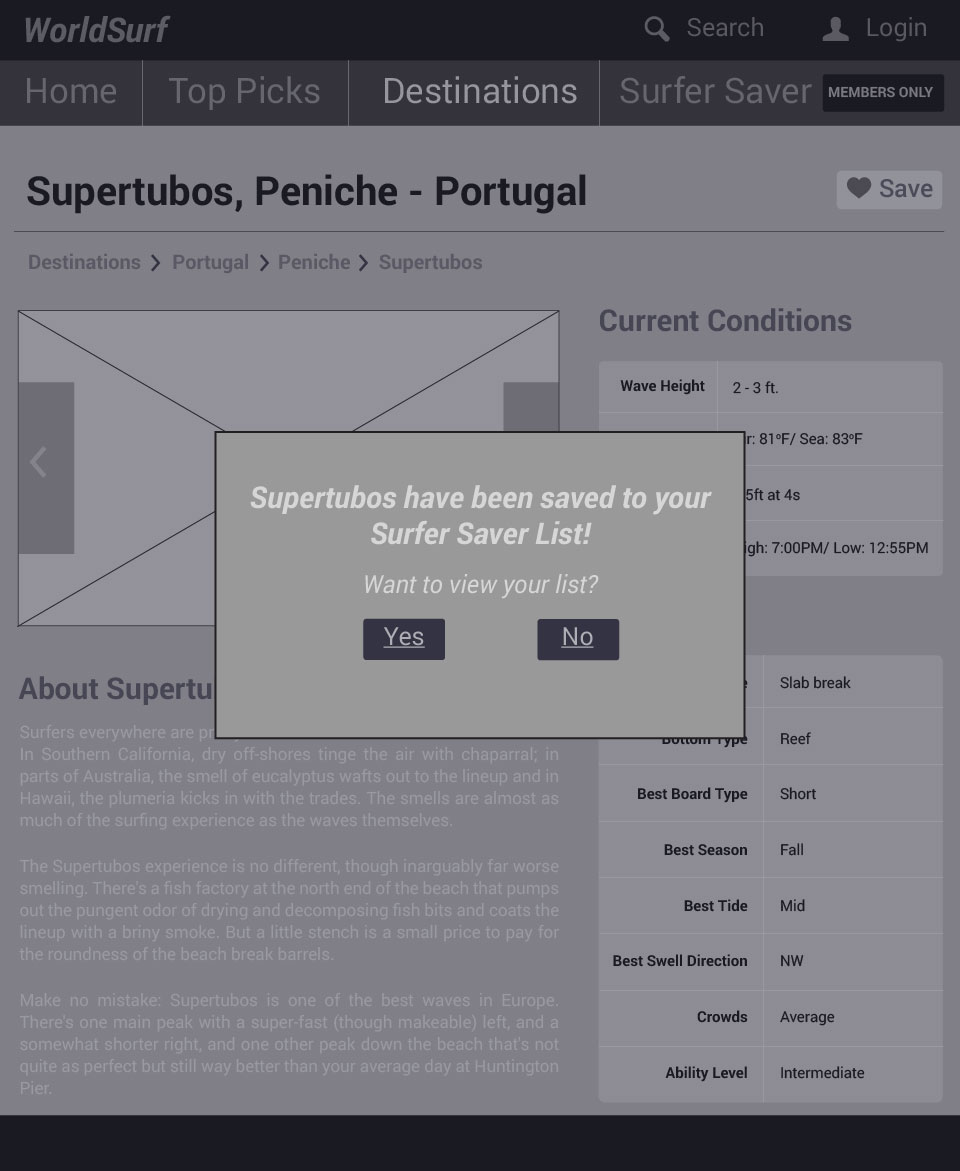 WorldSurf
Search
Login
Home
Top Picks
Destinations
Surfer Saver
MEMBERS ONLY
Supertubos, Peniche - Portugal
Save
Destinations
Portugal
Peniche
Supertubos
Current Conditions
Wave Height
2 - 3 ft.
r: 81ºF/ Sea: 83ºF
5ft at 4s
igh: 7:00PM/ Low: 12:55PM
Supertubos have been saved to your
Surfer Saver List!
Want to view your list?
Yes
No
About Supertu
Surfers everywhere are
In Southern California, dry off-shores tinge the air with chaparral; in
parts of Australia, the smell of eucalyptus wafts out to the lineup and in
Hawaii, the plumeria kicks in with the trades. The smells are almost as
much of the surfing experience as the waves themselves.
The Supertubos experience is no different, though inarguably far worse
smelling. There's a fish factory at the north end of the beach that pumps
out the pungent odor of drying and decomposing fish bits and coats the
lineup with a briny smoke. But a little stench is a small price to pay for
the roundness of the beach break barrels.
Make no mistake: Supertubos is one of the best waves in Europe.
There's one main peak with a super-fast (though makeable) left, and a
somewhat shorter right, and one other peak down the beach that's not
quite as perfect but still way better than your average day at Huntington
Pier.
Slab break
Bottom Type
Reef
Best Board Type
Short
Best Season
Fall
Best Tide
Mid
Best Swell Direction
NW
Crowds
Average
Ability Level
Intermediate